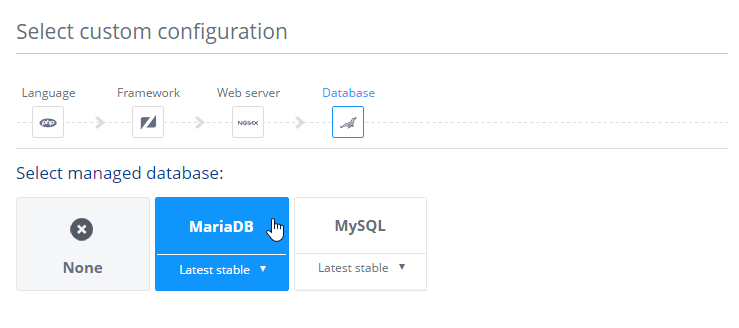 Select custom configuration
Language Framework Web server Database
php NGINX
Select managed database:
MariaDB MySQL
None
Latest stable Latest stable